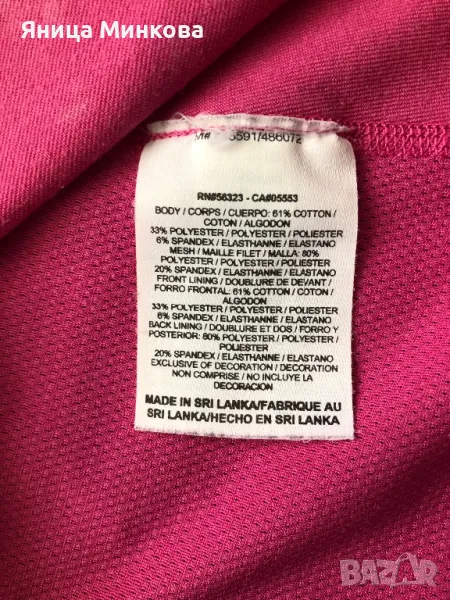 Яница Минкова
M# 5591/486072
RN#56323 - CA#05553
BODY / CORPS / CUERPO: 61% COTTON /
COTON / ALGODON
33% POLYESTER / POLYESTER / POLIESTER
6% SPANDEX / ELASTHANNE / ELASTANO
MESH / MAILLE FILET / MALLA: 80%
POLYESTER / POLYESTER / POLIESTER
20% SPANDEX / ELASTHANNE / ELASTANO
FRONT LINING / DOUBLURE DE DEVANT /
FORRO FRONTAL: 61% COTTON / COTON /
ALGODON
33% POLYESTER / POLYESTER / POLIESTER
6% SPANDEX / ELASTHANNE / ELASTANO
BACK LINING / DOUBLURE ET DOS / FORRO Y
POSTERIOR: 80% POLYESTER / POLYESTER /
POLIESTER
20% SPANDEX / ELASTHANNE / ELASTANO
EXCLUSIVE OF DECORATION / DECORATION
NON COMPRISE / NO INCLUYE LA
DECORACION
MADE IN SRI LANKA/FABRIQUE AU
SRI LANKA/HECHO EN SRI LANKA
BAZAR